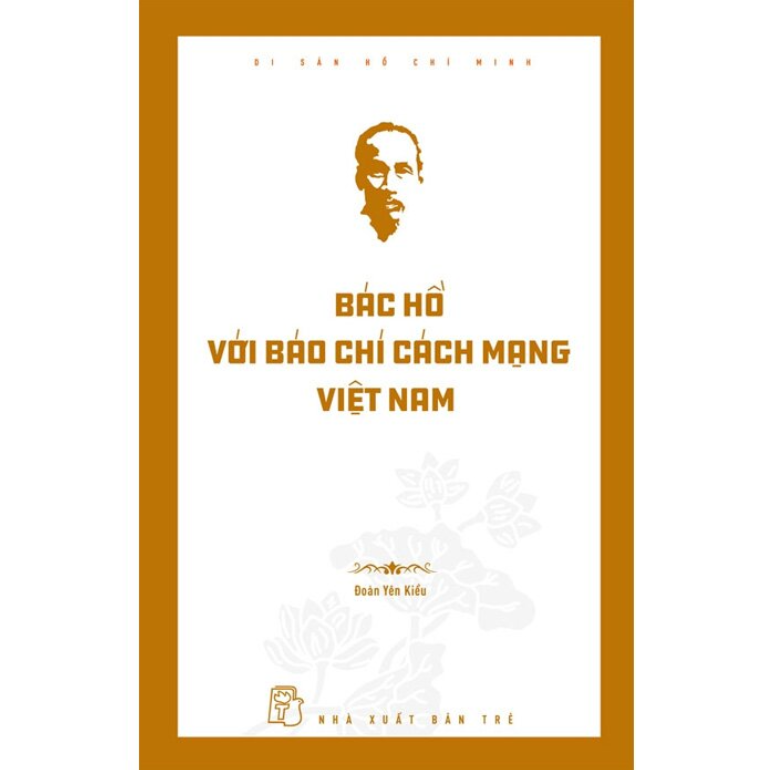 DI SẢN HỒ CHÍ MINH
BÁC HỒ
VỚI BÁO CHÍ CÁCH MẠNG
VIỆT NAM
Đoàn Yên Kiều
T
NHÀ XUẤT BẢN TRẺ